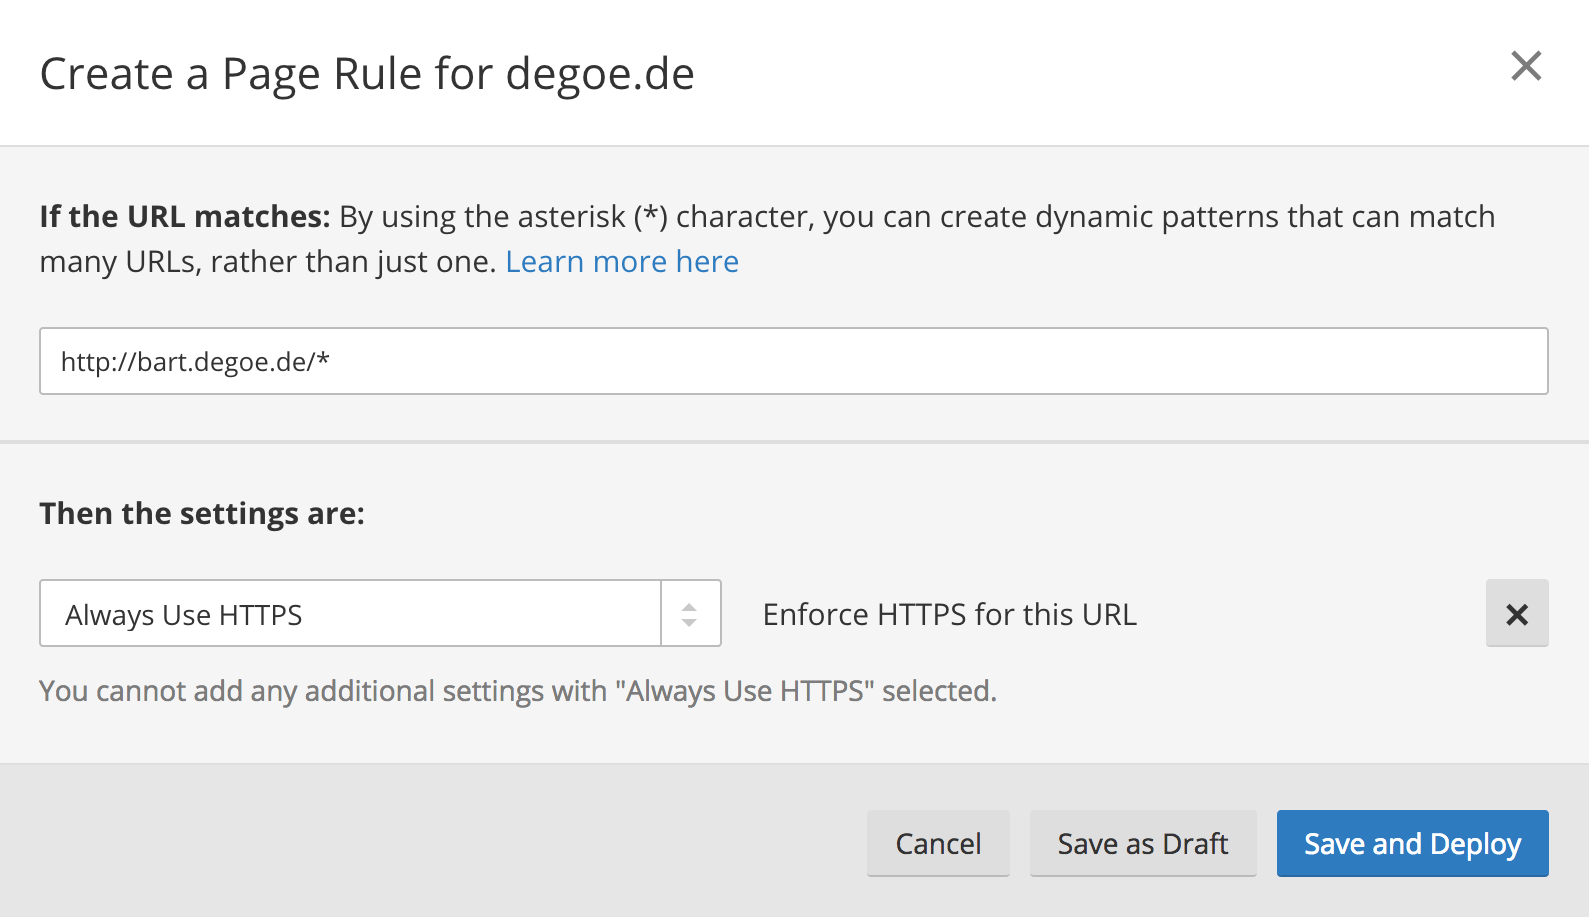 Create a Page Rule for degoe.de
If the URL matches: By using the asterisk (*) character, you can create dynamic patterns that can match
many URLs, rather than just one. Learn more here
http://bart.degoe.de/*
Then the settings are:
Always Use HTTPS Enforce HTTPS for this URL
You cannot add any additional settings with "Always Use HTTPS" selected.
Cancel Save as Draft Save and Deploy